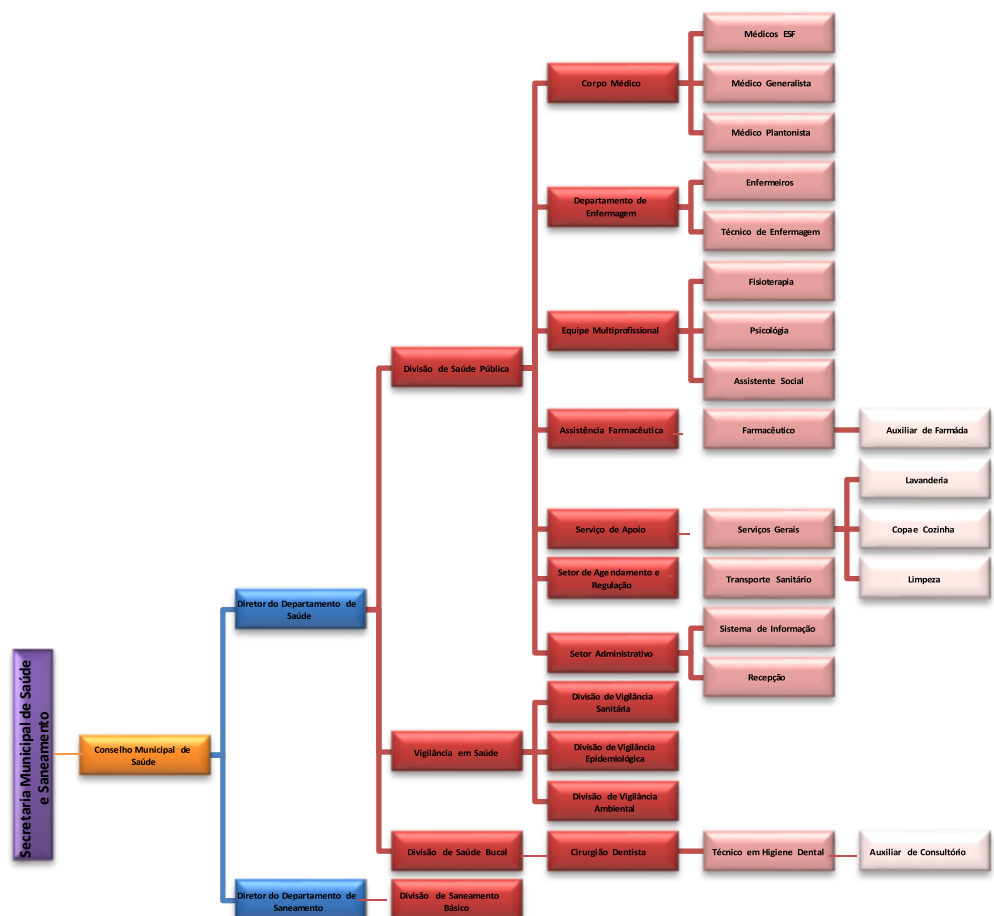 Médicos ESF
Corpo Médico
Médico Generalista
Médico Plantonista
Enfermeiros
Departamento de
Enfermagem
Técnico de Enfermagem
Fisioterapia
Equipe Multiprofissional
Psicológia
Divisão de Saúde Pública
Assistente Social
Assistência Farmacêutica
Farmacêutico
Auxiliar de Farmácia
Lavanderia
Serviço de Apoio
Serviços Gerais
Copa e Cozinha
Setor de Agendamento e
Regulação
Transporte Sanitário
Limpeza
Diretor do Departamento de
Saúde
Sistema de Informação
Setor Administrativo
Recepção
Divisão de Vigilância
Sanitária
Secretaria Municipal de Saúde
e Saneamento
Conselho Municipal de
Saúde
Vigilância em Saúde
Divisão de Vigilância
Epidemiológica
Divisão de Vigilância
Ambiental
Divisão de Saúde Bucal
Cirurgião Dentista
Técnico em Higiene Dental
Auxiliar de Consultório
Diretor do Departamento de
Saneamento
Divisão de Saneamento
Básico